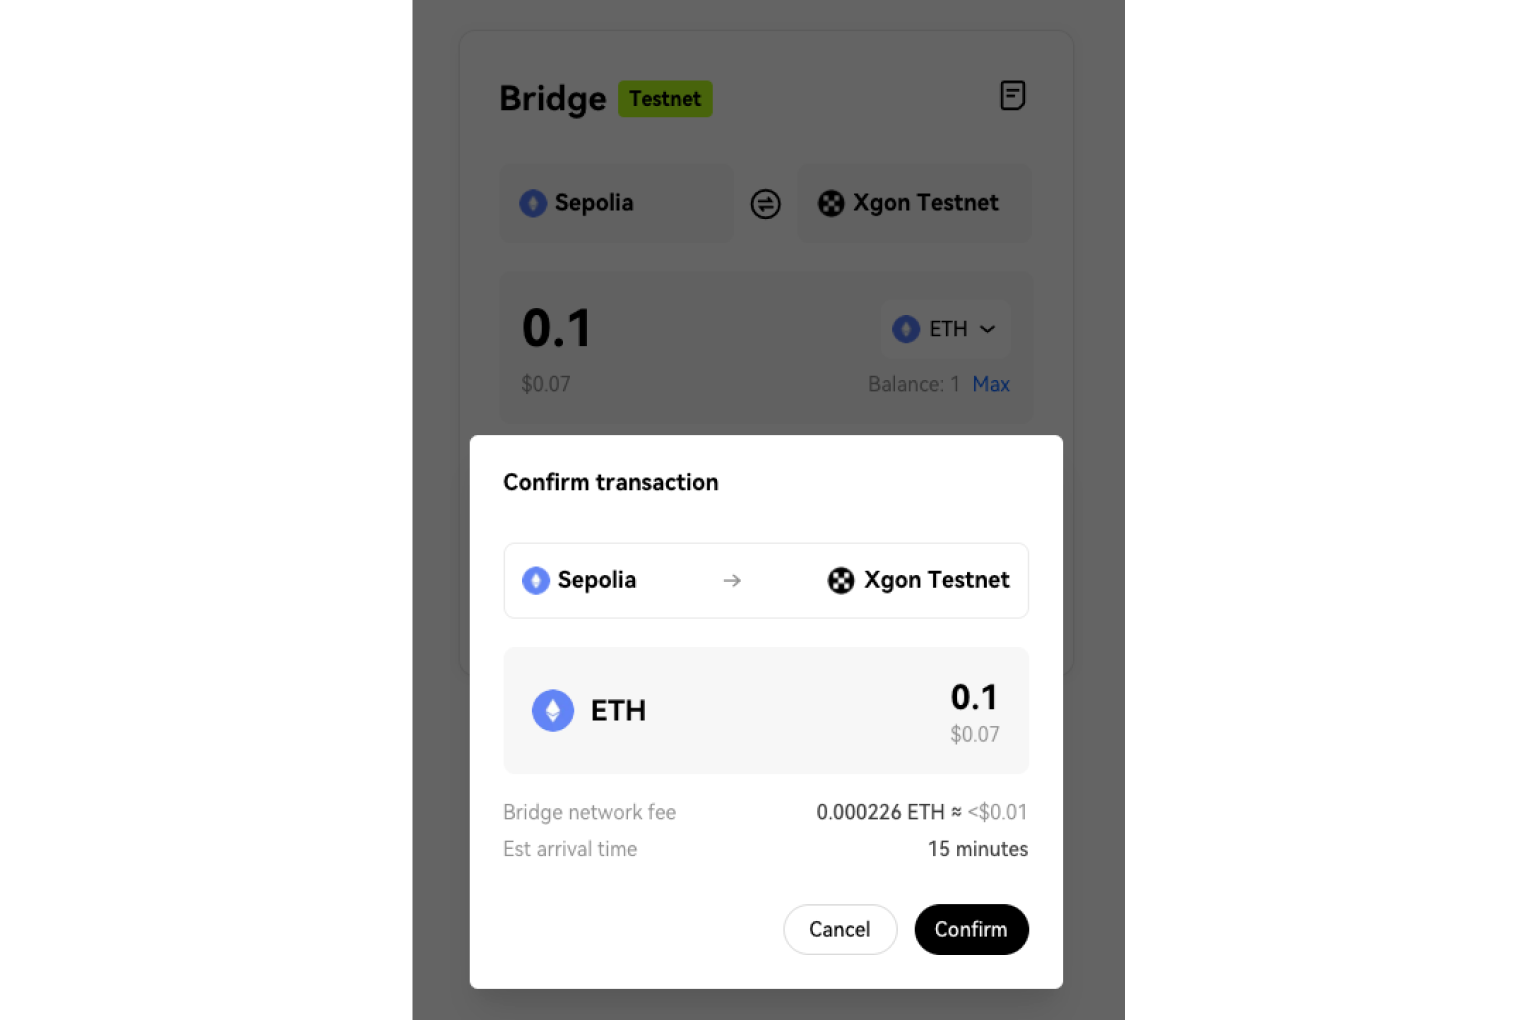 Bridge Testnet
Sepolia Xgon Testnet
0.1 ETH
$0.07 Balance: 1 Max
Confirm transaction
Sepolia → Xgon Testnet
ETH 0.1
$0.07
Bridge network fee 0.000226 ETH ≈ <$0.01
Est arrival time 15 minutes
Cancel Confirm